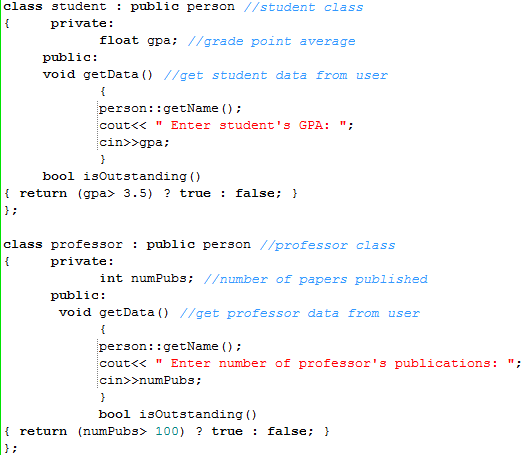 class student : public person //student class
{ private:
float gpa; //grade point average
public:
void getData() //get student data from user
{
person::getName();
cout<< " Enter student's GPA: ";
cin>>gpa;
}
bool isOutstanding()
{ return (gpa> 3.5) ? true : false; }
};
class professor : public person //professor class
{ private:
int numPubs; //number of papers published
public:
void getData() //get professor data from user
{
person::getName();
cout<< " Enter number of professor's publications: ";
cin>>numPubs;
}
bool isOutstanding()
{ return (numPubs> 100) ? true : false; }
};